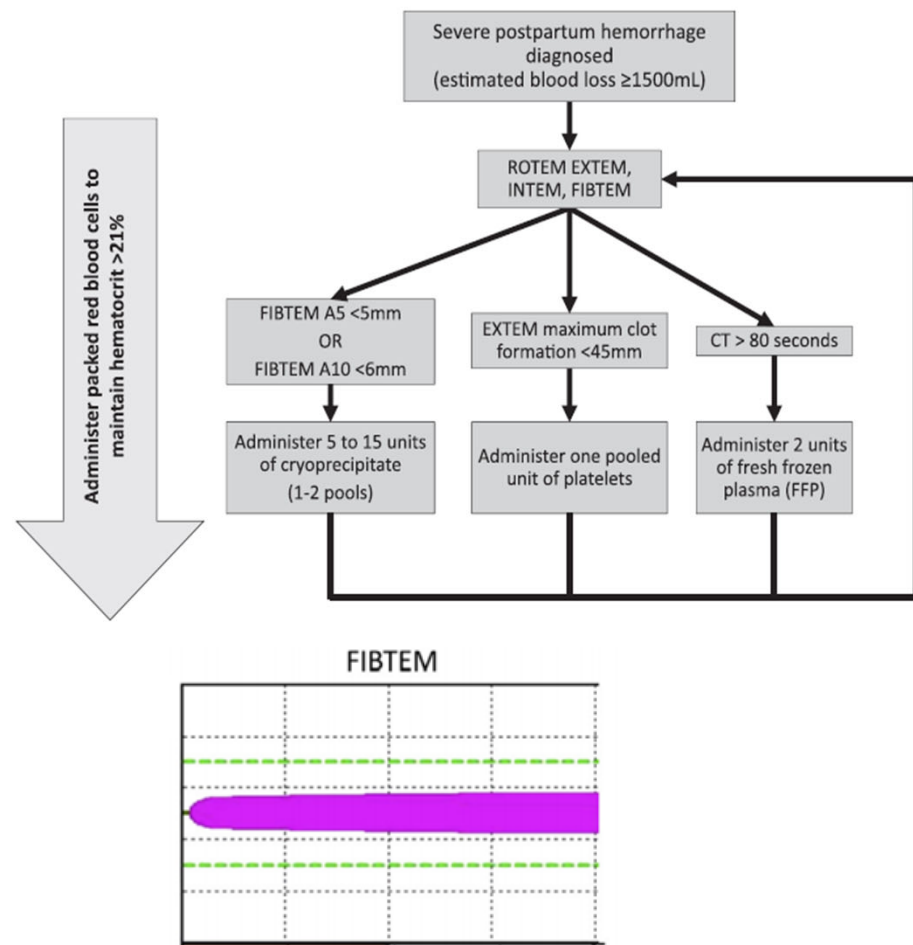 Severe postpartum hemorrhage
diagnosed
(estimated blood loss ≥1500mL)
ROTEM EXTEM,
INTEM, FIBTEM
Administer packed red blood cells to
maintain hematocrit >21%
FIBTEM A5 <5mm
OR
FIBTEM A10 <6mm
EXTEM maximum clot
formation <45mm
CT > 80 seconds
Administer 5 to 15 units
of cryoprecipitate
(1-2 pools)
Administer one pooled
unit of platelets
Administer 2 units
of fresh frozen
plasma (FFP)
FIBTEM